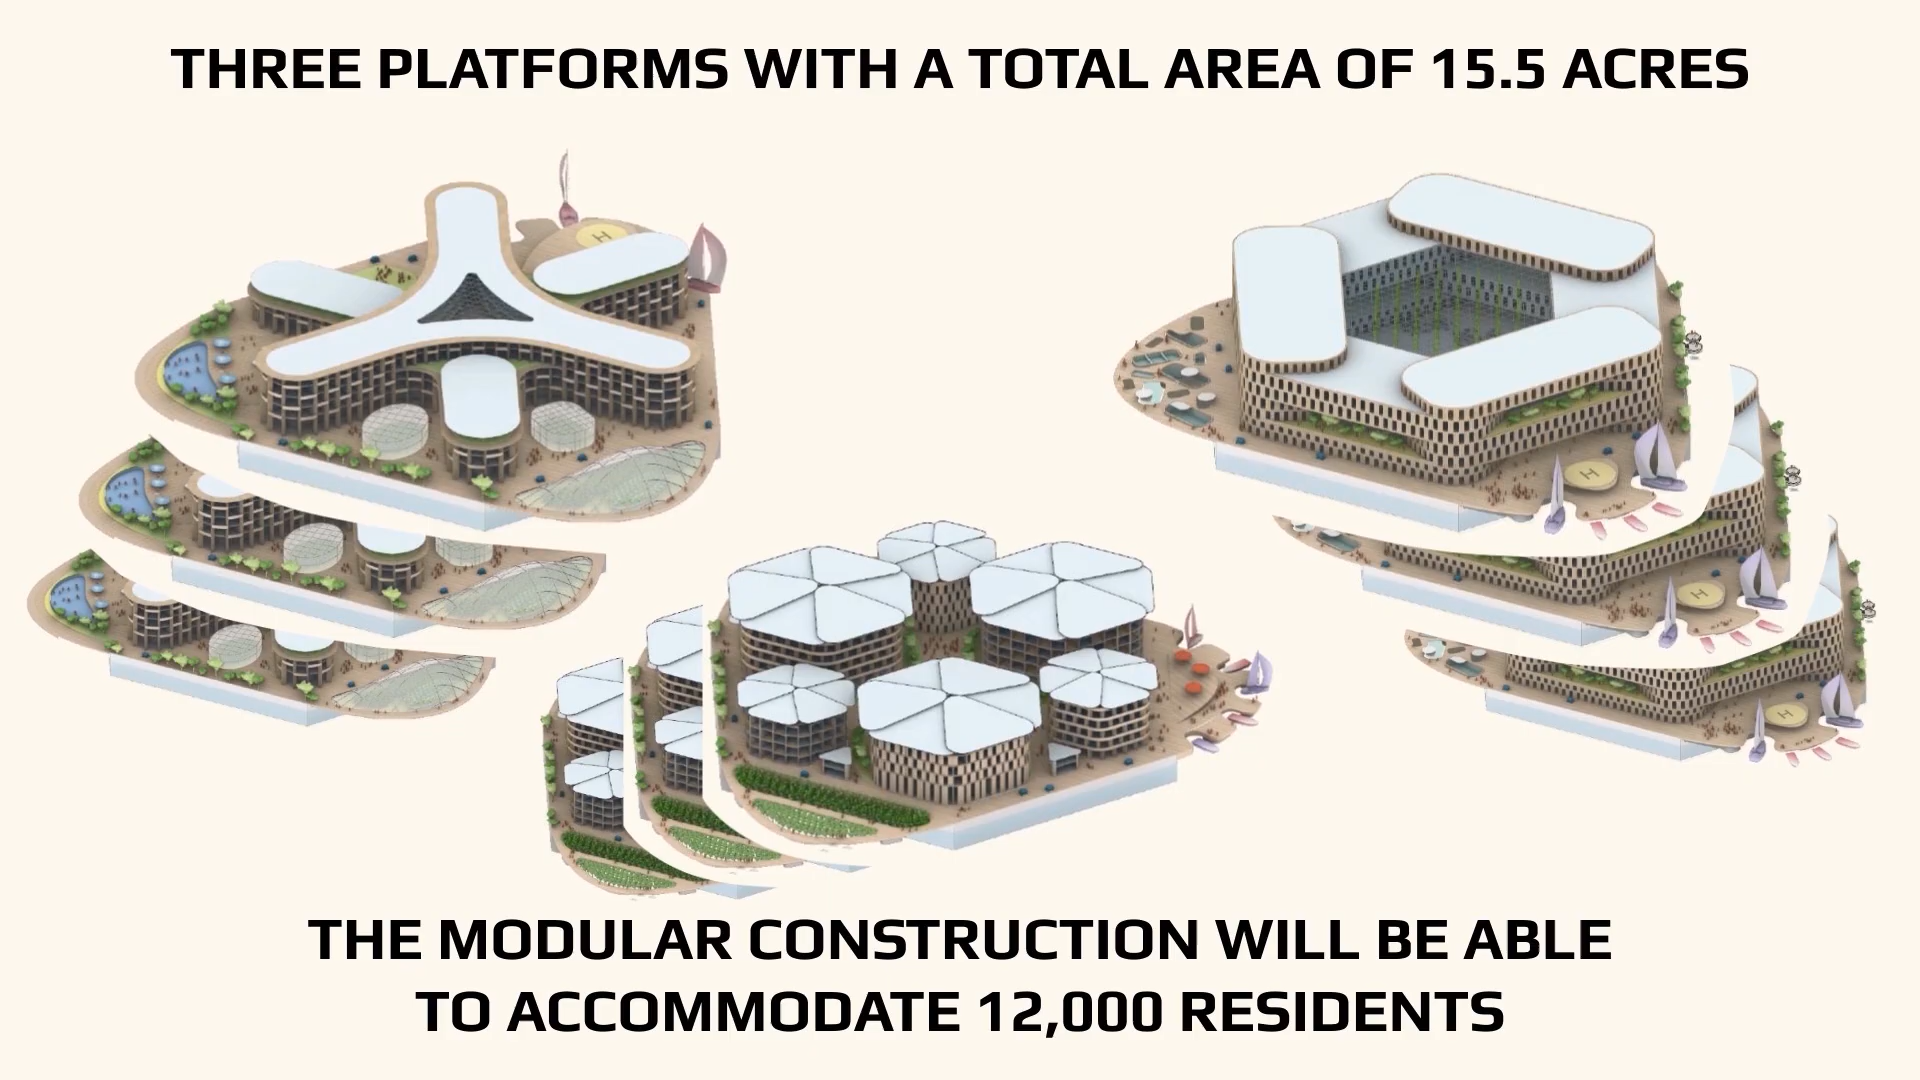 THREE PLATFORMS WITH A TOTAL AREA OF 15.5 ACRES
H
H
H
H
THE MODULAR CONSTRUCTION WILL BE ABLE
TO ACCOMMODATE 12,000 RESIDENTS